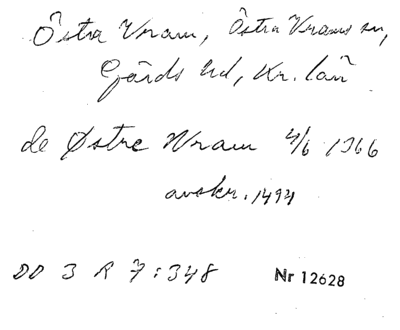 Östra Vram, Östra Vrams sn,
Gärds hd, Kr. län
de Østre Wram 4/6 1366
avskr. 1494
DD 3 R 7:348 Nr 12628